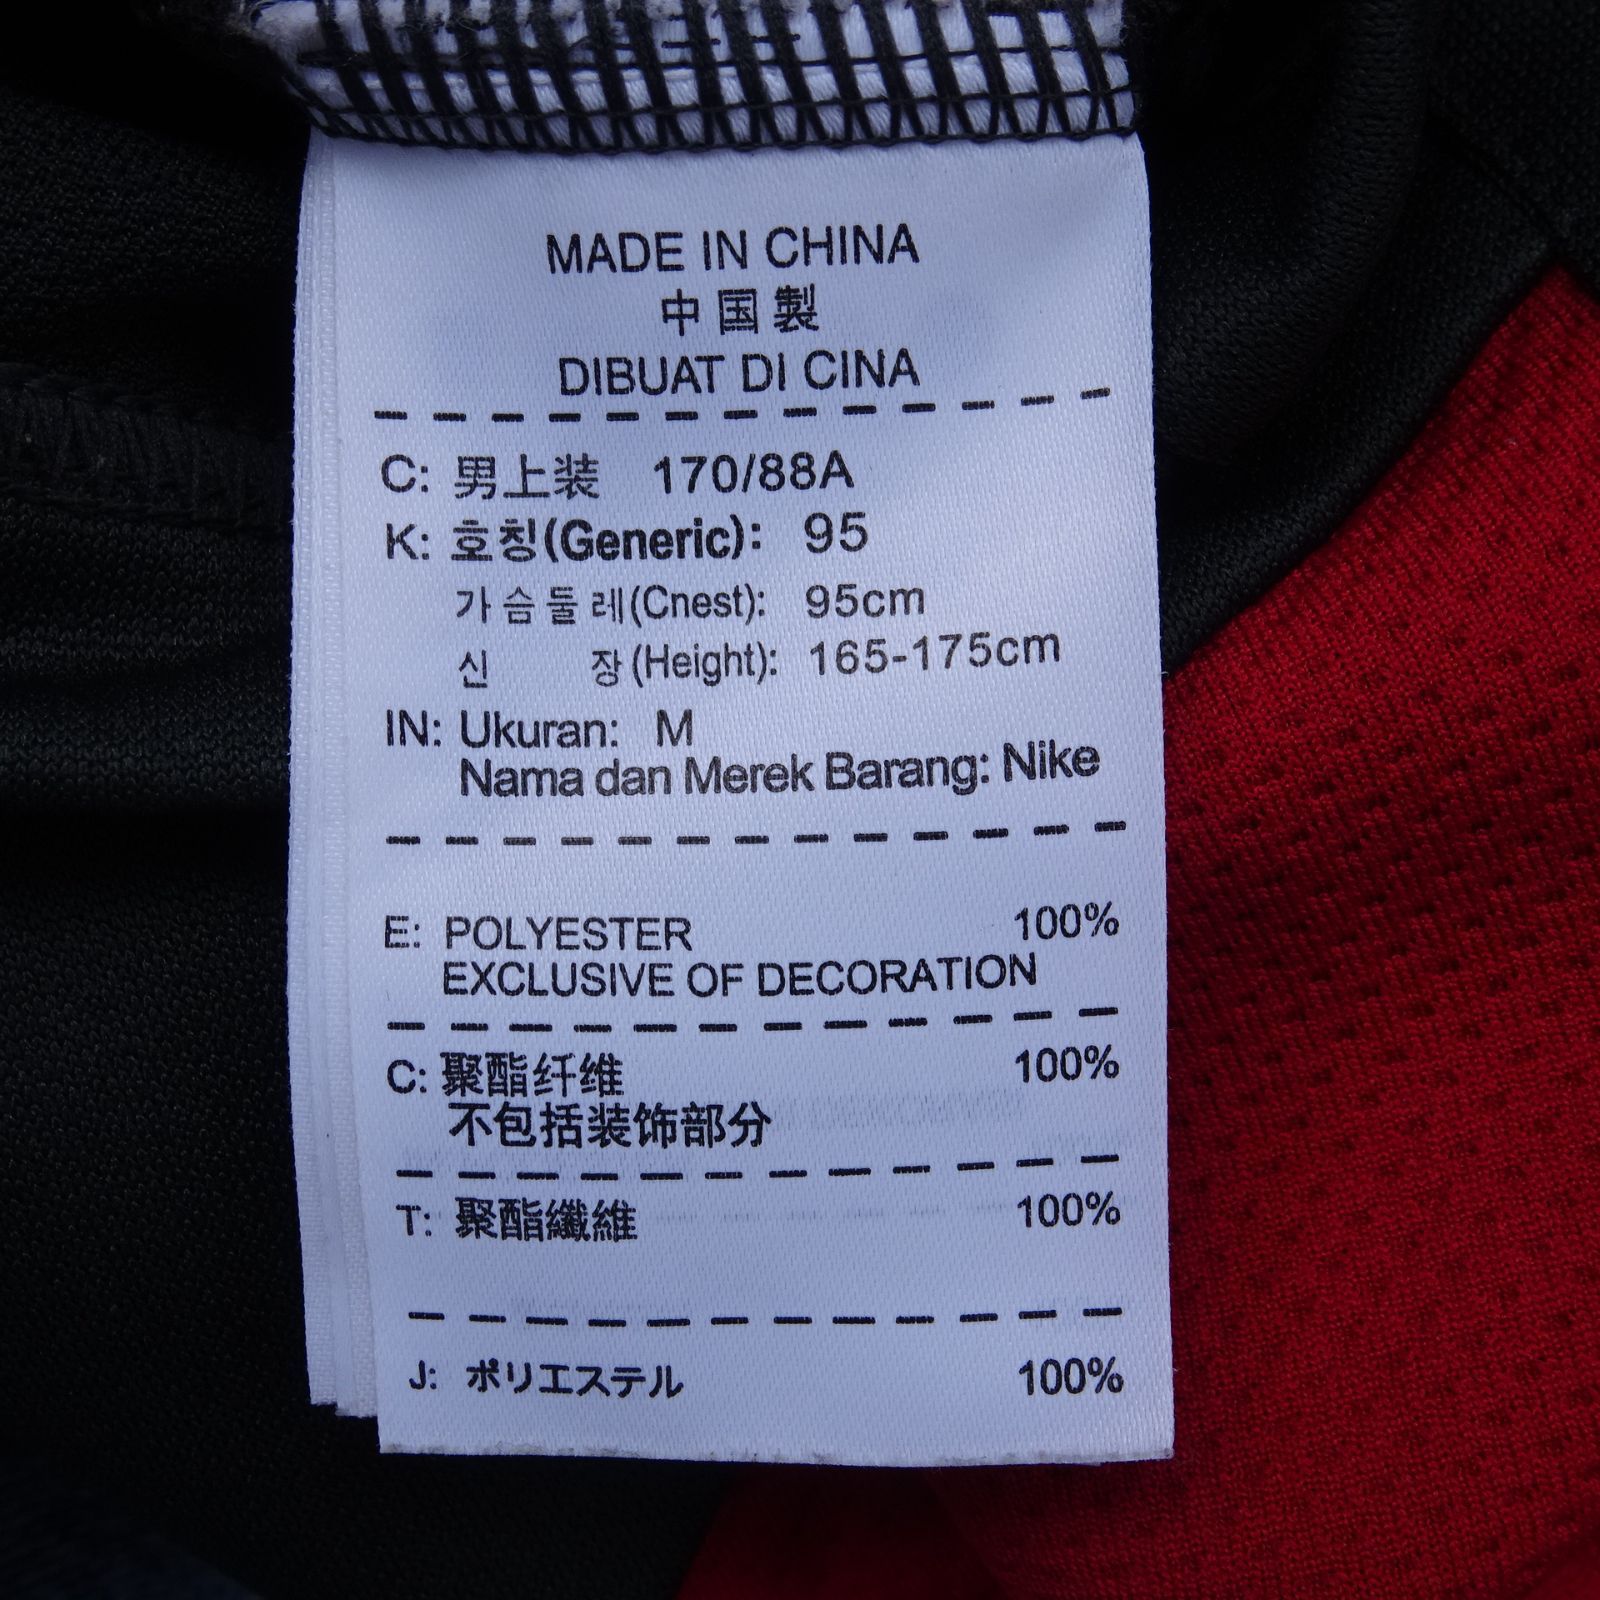 MADE IN CHINA
中国製
DIBUAT DI CINA
C: 男上装 170/88A
K: 호칭(Generic): 95
가슴둘레(Cnest): 95cm
신 장(Height): 165-175cm
IN: Ukuran: M
Nama dan Merek Barang: Nike
E: POLYESTER 100%
EXCLUSIVE OF DECORATION
C: 聚酯纤维 100%
不包括装饰部分
T: 聚酯纖維 100%
J: ポリエステル 100%